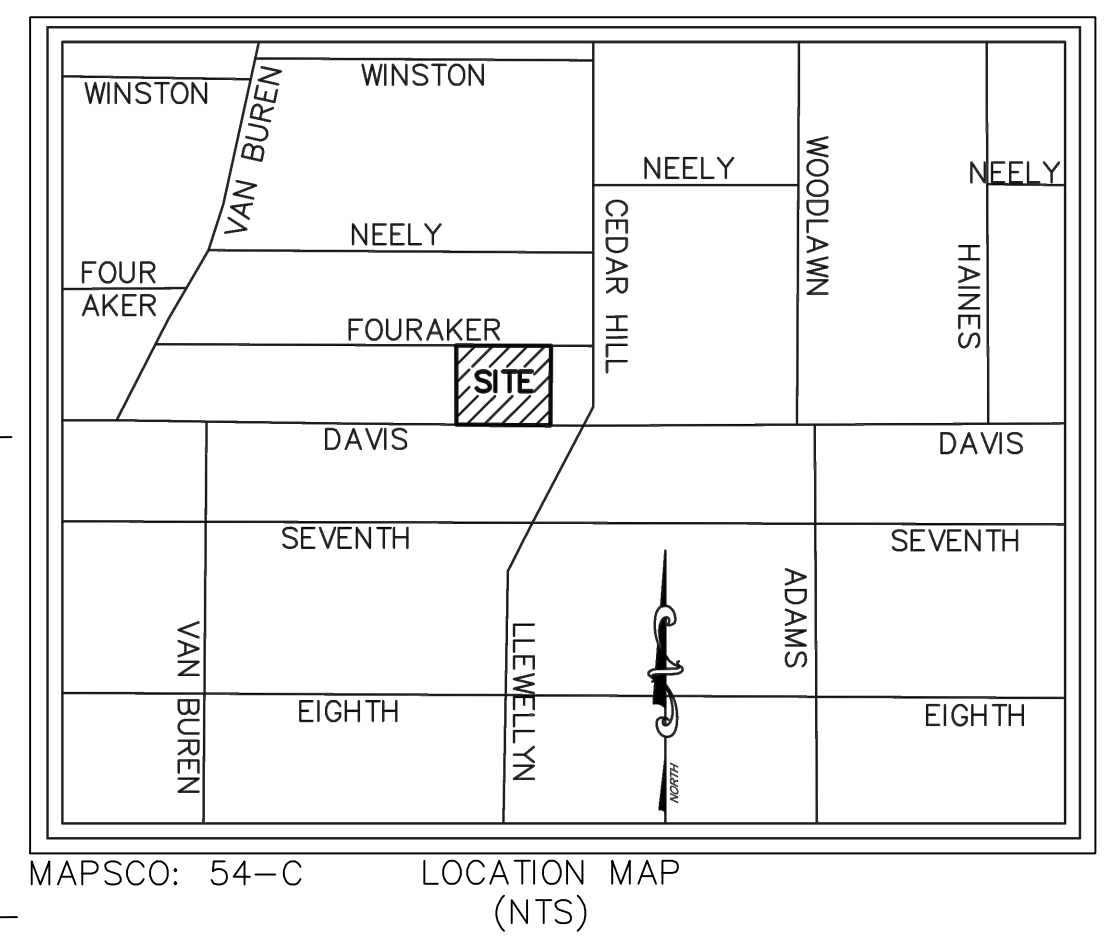 WINSTON
WINSTON
VAN BUREN
NEELY
NEELY
WOODLAWN
CEDAR HILL
NEELY
HAINES
FOUR
AKER
FOURAKER
SITE
DAVIS
DAVIS
SEVENTH
SEVENTH
ADAMS
VAN BUREN
LLEWELLYN
EIGHTH
EIGHTH
NORTH
MAPSCO: 54-C
LOCATION MAP
(NTS)